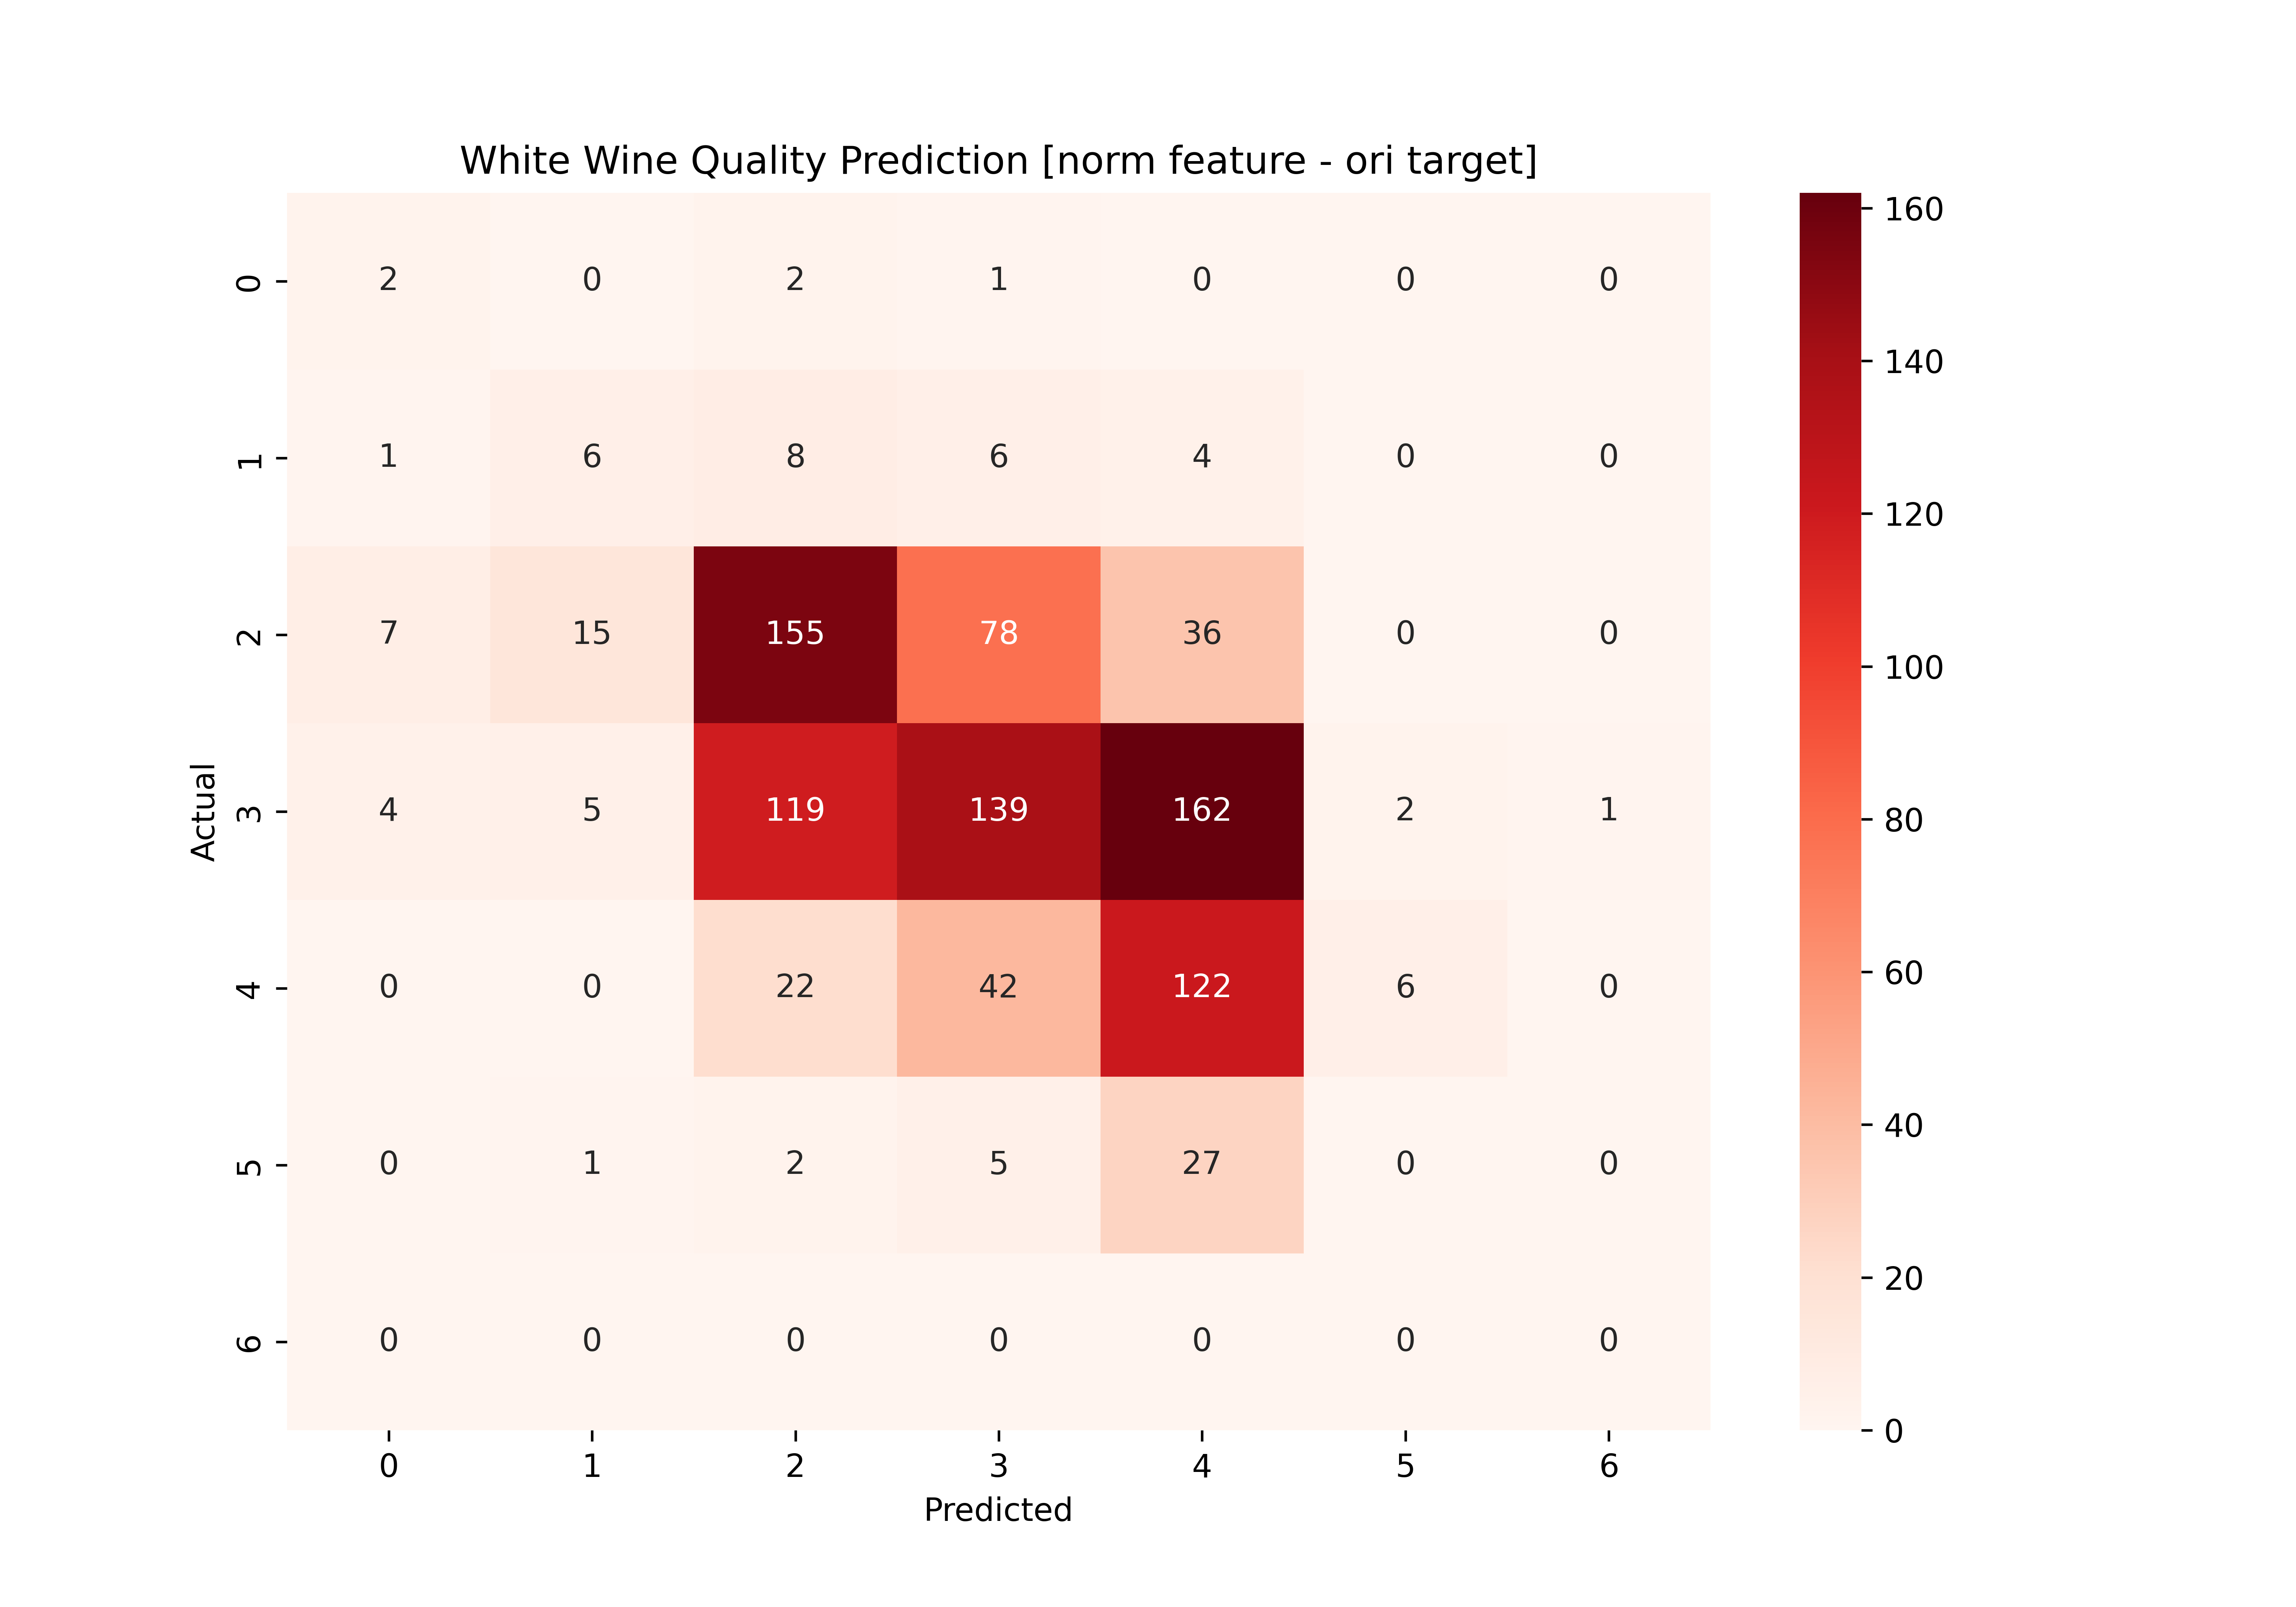 White Wine Quality Prediction [norm feature - ori target]
0 2 0 2 1 0 0 0
1 1 6 8 6 4 0 0
2 7 15 155 78 36 0 0
3 4 5 119 139 162 2 1
4 0 0 22 42 122 6 0
5 0 1 2 5 27 0 0
6 0 0 0 0 0 0 0
0 1 2 3 4 5 6
Actual
Predicted
160
140
120
100
80
60
40
20
0